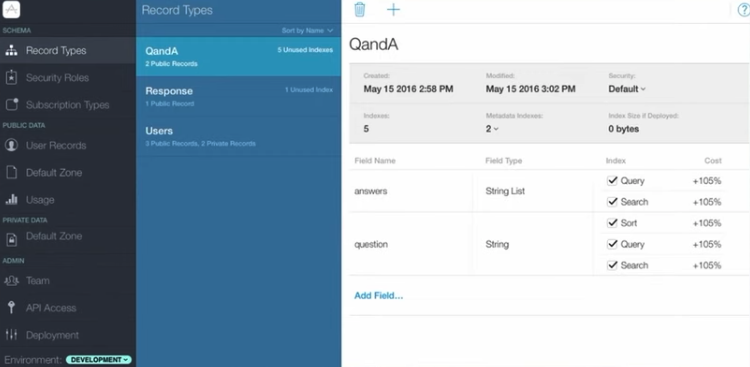 SCHEMA
Record Types
Security Roles
Subscription Types
PUBLIC DATA
User Records
Default Zone
Usage
PRIVATE DATA
Default Zone
ADMIN
Team
API Access
Deployment
Environment: DEVELOPMENT
Record Types
Sort by Name
QandA 5 Unused Indexes
2 Public Records
Response 1 Unused Index
1 Public Record
Users
3 Public Records, 2 Private Records
?
QandA
Created: Modified: Security:
May 15 2016 2:58 PM May 15 2016 3:02 PM Default
Indexes: Metadata Indexes: Index Size if Deployed:
5 2 0 bytes
Field Name Field Type Index Cost
answers String List Query +105%
Search +105%
Sort +105%
question String Query +105%
Search +105%
Add Field...